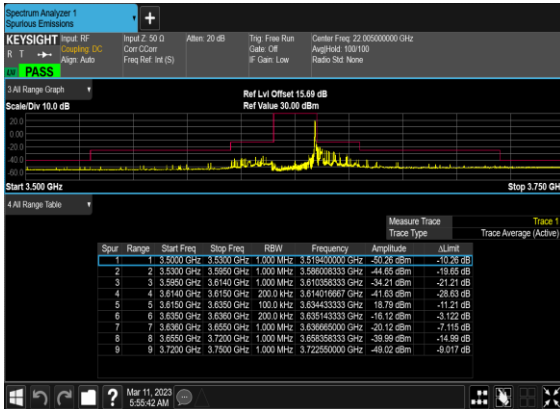 Spectrum Analyzer 1
Spurious Emissions
KEYSIGHT Input: RF Input Z: 50 Ω Atten: 20 dB Trig: Free Run Center Freq: 22.005000000 GHz
R T Coupling: DC Corr CCorr Gate: Off Avg|Hold: 100/100
Align: Auto Freq Ref: Int (S) IF Gain: Low Radio Std: None
PASS
3 All Range Graph
Ref Lvl Offset 15.69 dB
Scale/Div 10.0 dB Ref Value 30.00 dBm
20.0
0.00
-20.0
-40.0
-60.0
Start 3.500 GHz Stop 3.750 GH
4 All Range Table
Measure Trace Trace 1
Trace Type Trace Average (Active)
Spur Range Start Freq Stop Freq RBW Frequency Amplitude ΔLimit
1 1 3.5000 GHz 3.5300 GHz 1.000 MHz 3.519400000 GHz -50.26 dBm -10.26 dB
2 2 3.5300 GHz 3.5950 GHz 1.000 MHz 3.586008333 GHz -44.65 dBm -19.65 dB
3 3 3.5950 GHz 3.6140 GHz 1.000 MHz 3.610358333 GHz -34.21 dBm -21.21 dB
4 4 3.6140 GHz 3.6150 GHz 200.0 kHz 3.614016667 GHz -41.63 dBm -28.63 dB
5 5 3.6150 GHz 3.6350 GHz 100.0 kHz 3.634433333 GHz 18.79 dBm -11.21 dB
6 6 3.6350 GHz 3.6360 GHz 200.0 kHz 3.635143333 GHz -16.12 dBm -3.122 dB
7 7 3.6360 GHz 3.6550 GHz 1.000 MHz 3.636665000 GHz -20.12 dBm -7.115 dB
8 8 3.6550 GHz 3.7200 GHz 1.000 MHz 3.658358333 GHz -39.99 dBm -14.99 dB
9 9 3.7200 GHz 3.7500 GHz 1.000 MHz 3.722550000 GHz -49.02 dBm -9.017 dB
? Mar 11, 2023
5:55:42 AM